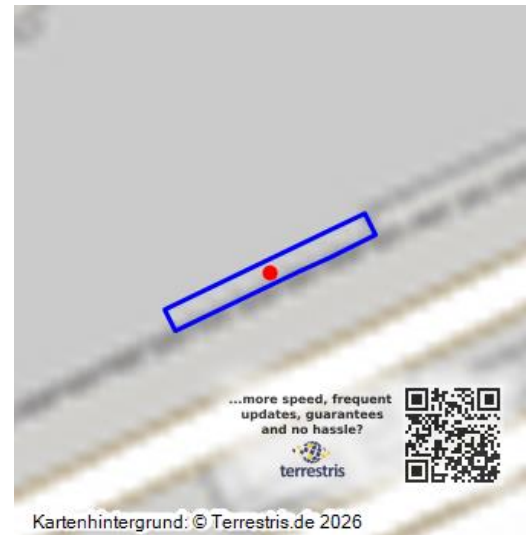 ...more speed, frequent
updates, guarantees
and no hassle?
terrestris
Kartenhintergrund: © Terrestris.de 2026